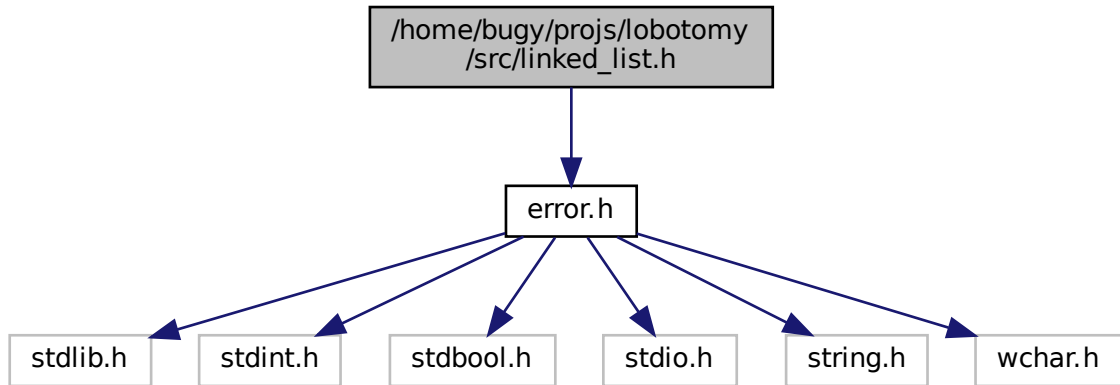 /home/bugy/projs/lobotomy
/src/linked_list.h
error.h
stdlib.h
stdint.h
stdbool.h
stdio.h
string.h
wchar.h